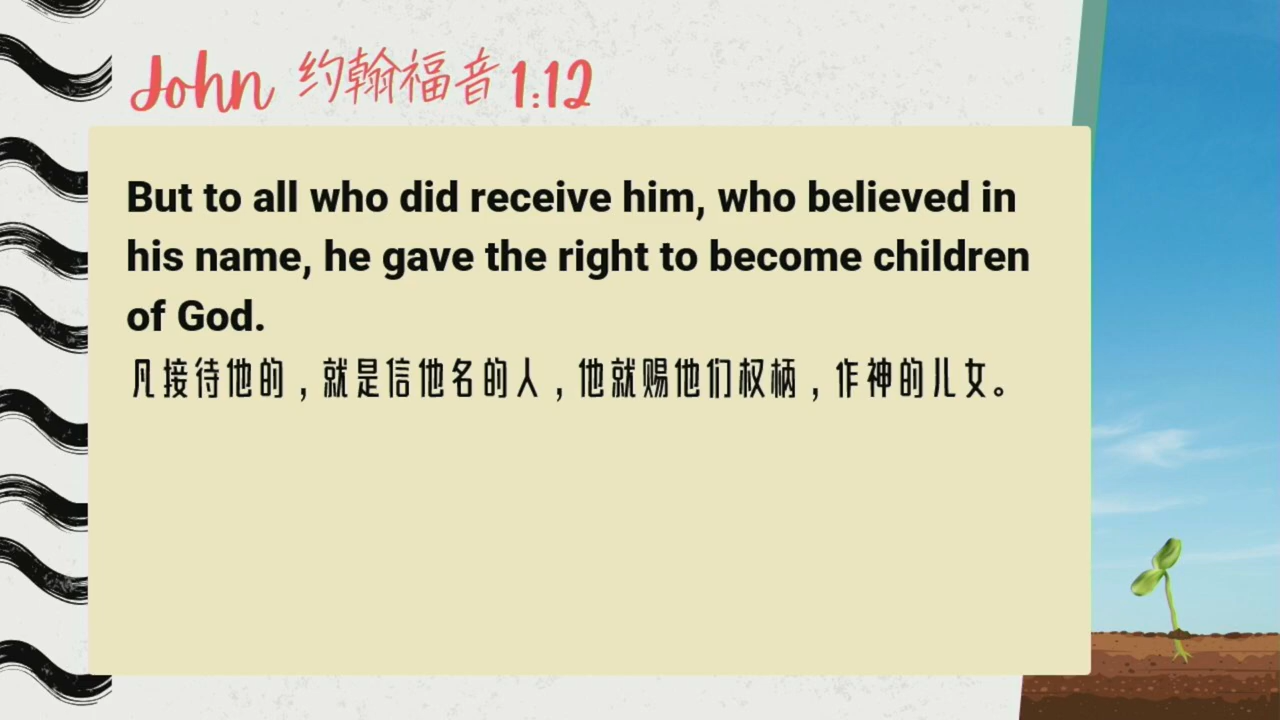 John 约翰福音 1:12
But to all who did receive him, who believed in
his name, he gave the right to become children
of God.
凡接待他的，就是信他名的人，他就赐他们权柄，作神的儿女。